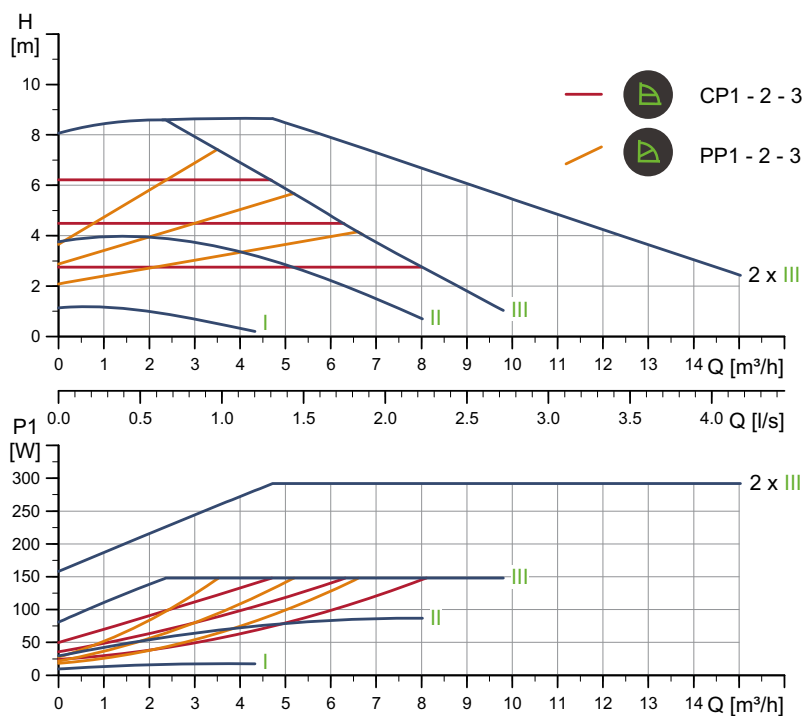 H
[m]
10
8
6
4
2
0
CP1 - 2 - 3
PP1 - 2 - 3
2 x III
III
II
I
0 1 2 3 4 5 6 7 8 9 10 11 12 13 14 Q [m³/h]
0.0 0.5 1.0 1.5 2.0 2.5 3.0 3.5 4.0 Q [l/s]
P1
[W]
300
250
200
150
100
50
0
2 x III
III
II
I
0 1 2 3 4 5 6 7 8 9 10 11 12 13 14 Q [m³/h]